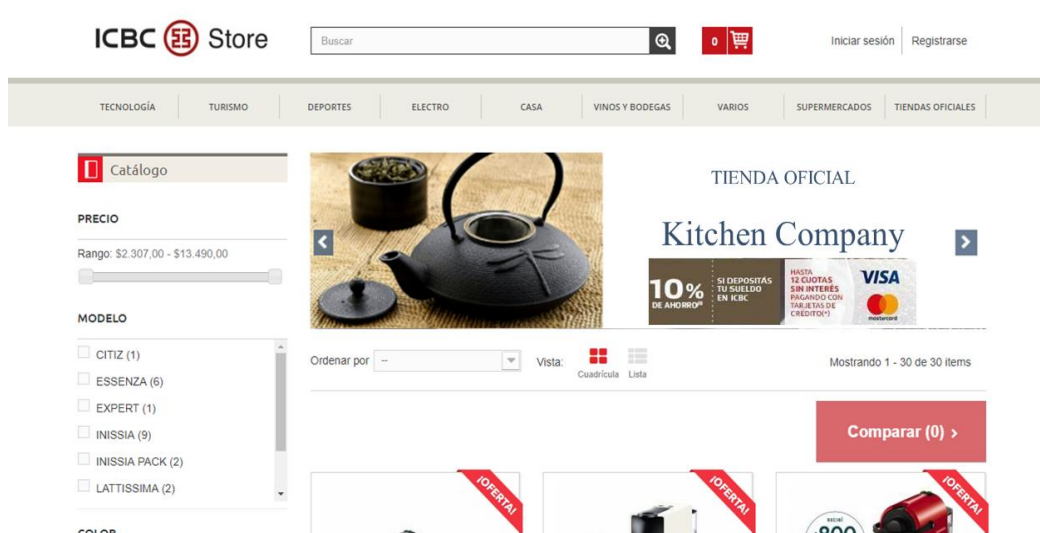 ICBC Store
Buscar
0
Iniciar sesión
Registrarse
TECNOLOGÍA
TURISMO
DEPORTES
ELECTRO
CASA
VINOS Y BODEGAS
VARIOS
SUPERMERCADOS
TIENDAS OFICIALES
Catálogo
PRECIO
Rango: $2.307,00 - $13.490,00
MODELO
CITIZ (1)
ESSENZA (6)
EXPERT (1)
INISSIA (9)
INISSIA PACK (2)
LATTISSIMA (2)
COLOR
TIENDA OFICIAL
Kitchen Company
10%
DE AHORRO
SI DEPOSITÁS
TU SUELDO
EN ICBC
HASTA
12 CUOTAS
SIN INTERÉS
PAGANDO CON
TARJETAS DE
CRÉDITO(*)
VISA
mastercard
Ordenar por
--
Vista:
Cuadrícula
Lista
Mostrando 1 - 30 de 30 items
Comparar (0) >
¡OFERTA!
¡OFERTA!
¡OFERTA!